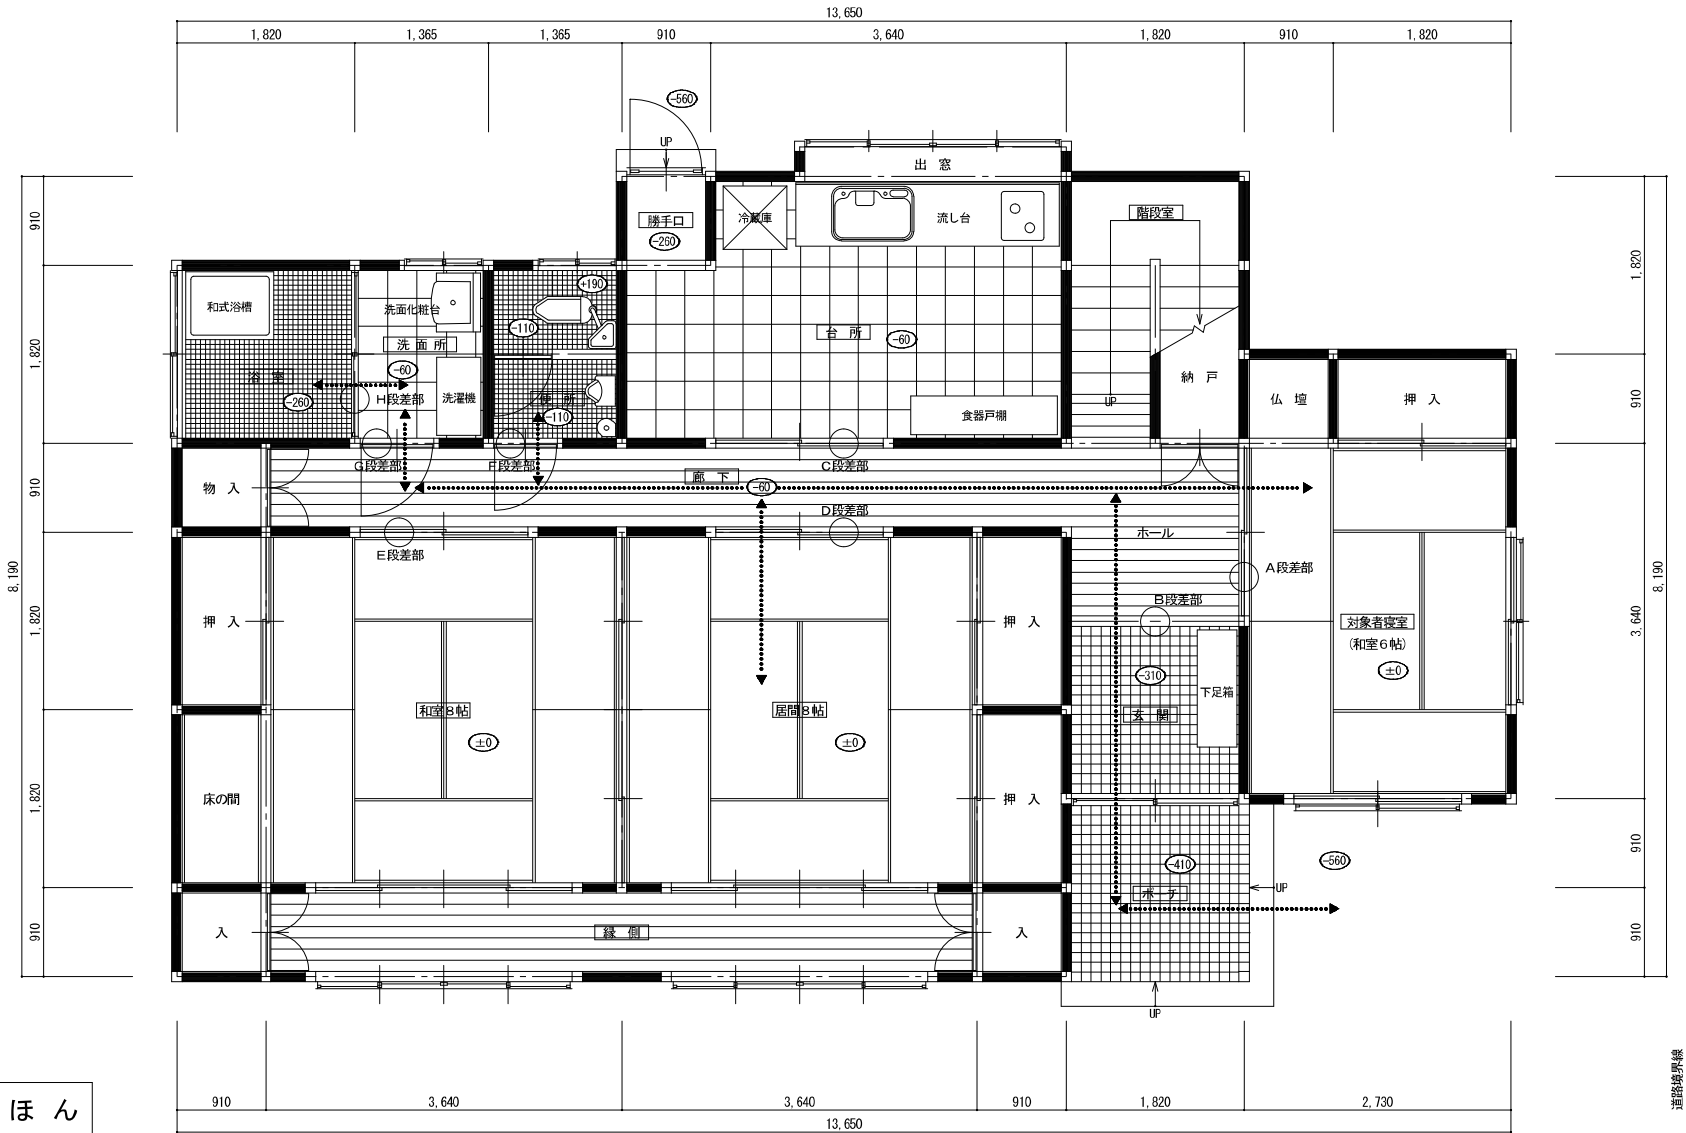 13,650
1,820
1,365
1,365
910
3,640
1,820
910
1,820
-560
UP
出 窓
勝手口
-260
冷蔵庫
流し台
階段室
910
1,820
910
1,820
8,190
和式浴槽
洗面化粧台
洗 面 所
-60
+190
-110
台 所
-60
納 戸
UP
浴 室
-260
H段差部
洗濯機
便 所
-110
食器戸棚
仏 壇
押 入
1,820
910
3,640
910
910
8,190
G段差部
F段差部
C段差部
物 入
廊 下
-60
D段差部
E段差部
ホール
A段差部
B段差部
押 入
押 入
対象者寝室
(和室6帖)
±0
-310
下足箱
玄 関
和室8帖
±0
居間8帖
±0
1,820
床の間
押 入
-410
ポ チ
-560
UP
910
入
縁 側
入
UP
道路境界線
910
3,640
3,640
910
1,820
2,730
13,650
ほ ん